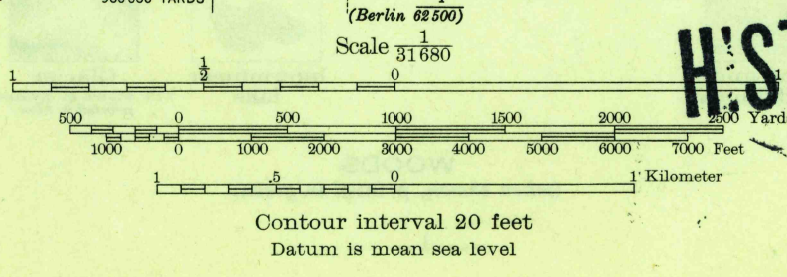 (Berlin 1/62500)
Scale 1/31680
1 1/2 0 1
500 0 500 1000 1500 2000 2500 Yard
1000 0 1000 2000 3000 4000 5000 6000 7000 Feet
1 .5 0 1 Kilometer
Contour interval 20 feet
Datum is mean sea level